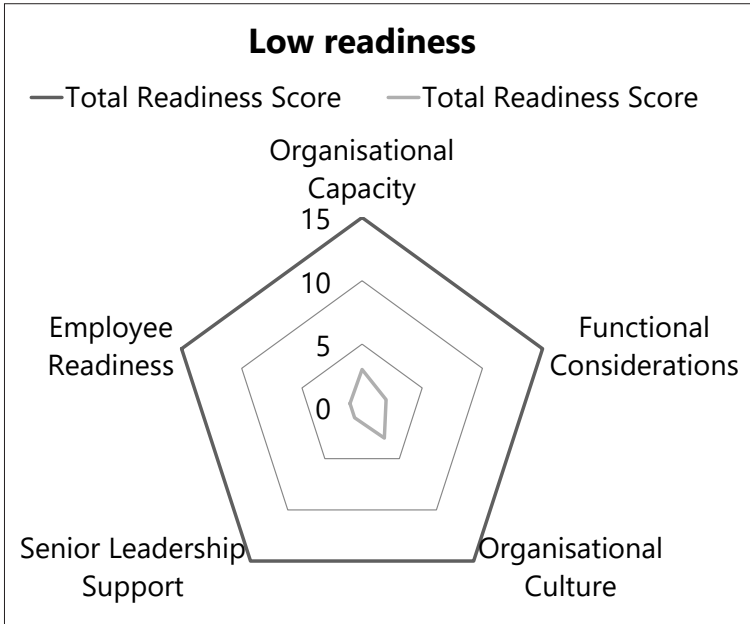 Low readiness
Total Readiness Score
Total Readiness Score
Organisational
Capacity
15
10
5
0
Employee
Readiness
Functional
Considerations
Senior Leadership
Support
Organisational
Culture